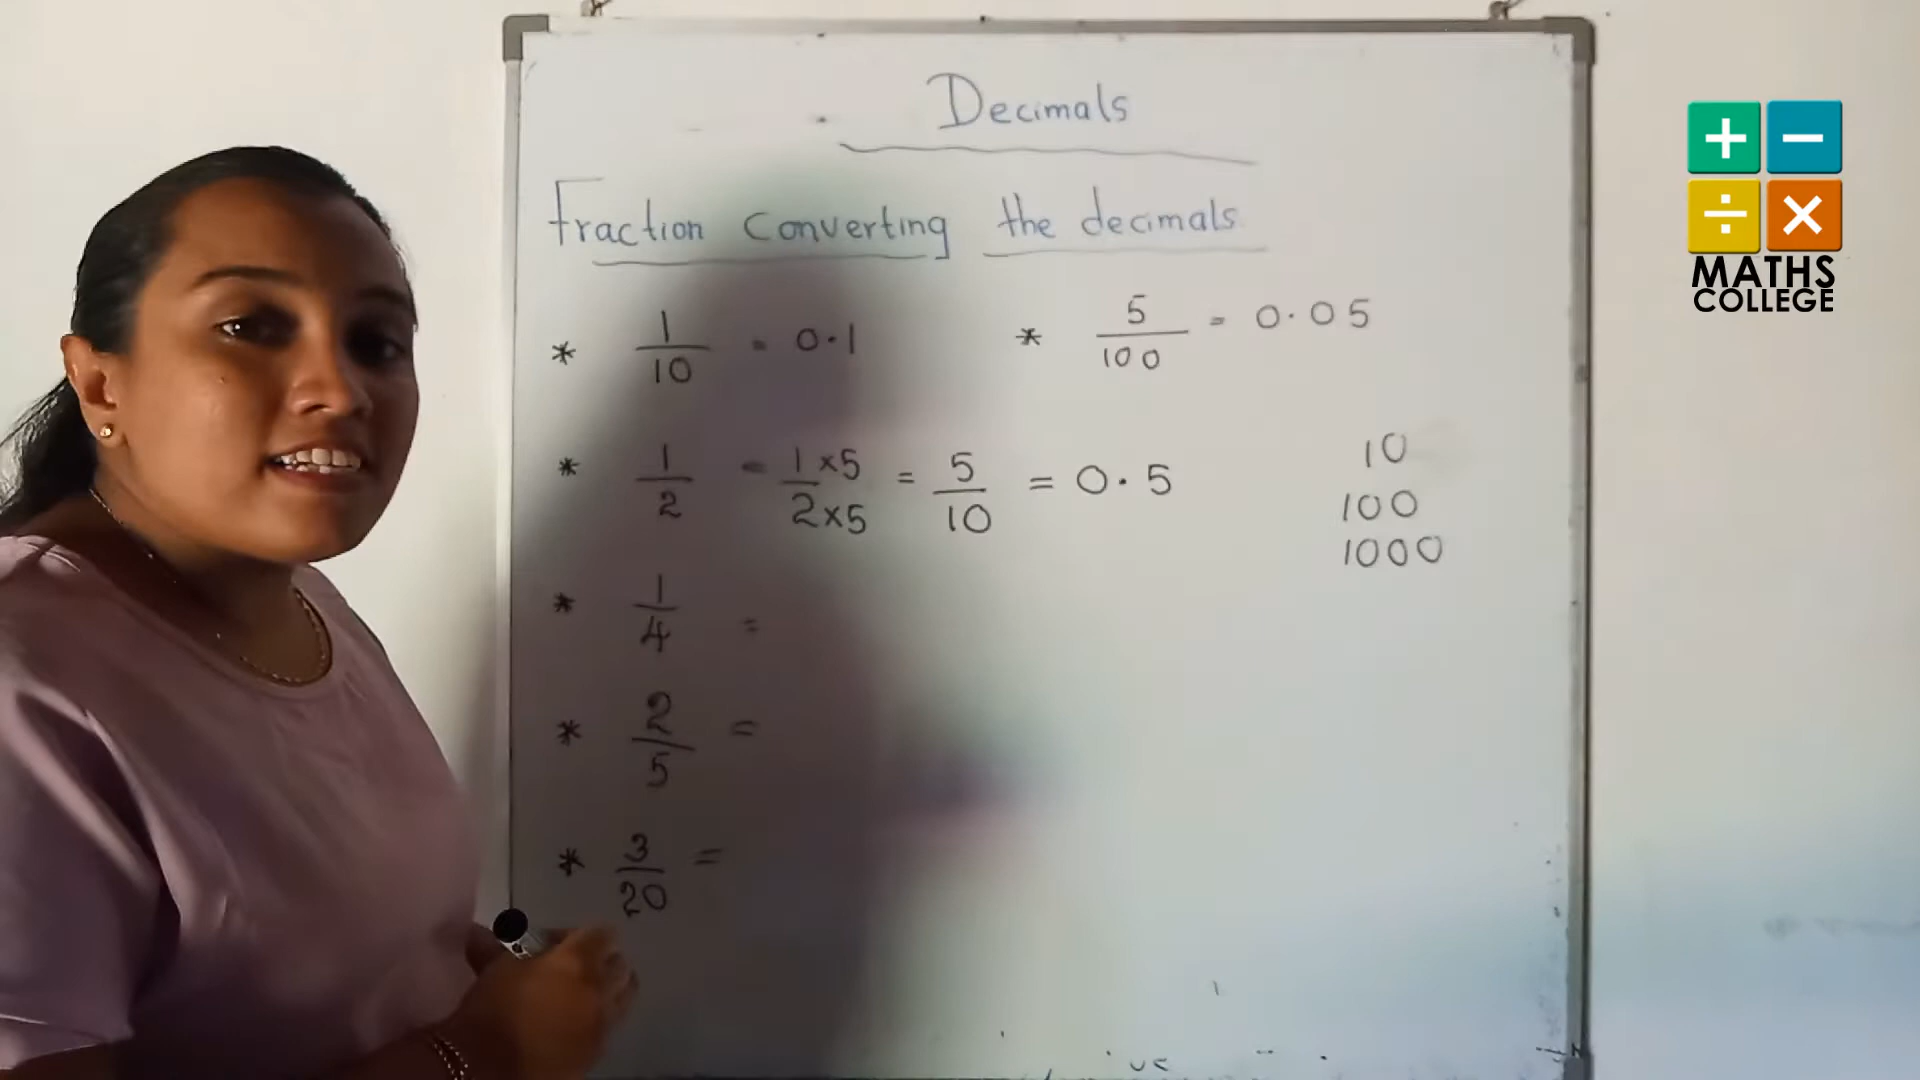 Decimals
Fraction converting the decimals.
* 1/10 = 0.1
* 5/100 = 0.05
* 1/2 = 1×5/2×5 = 5/10 = 0.5
10
100
1000
* 1/4 =
* 2/5 =
* 3/20 =
+ −
÷ ×
MATHS
COLLEGE